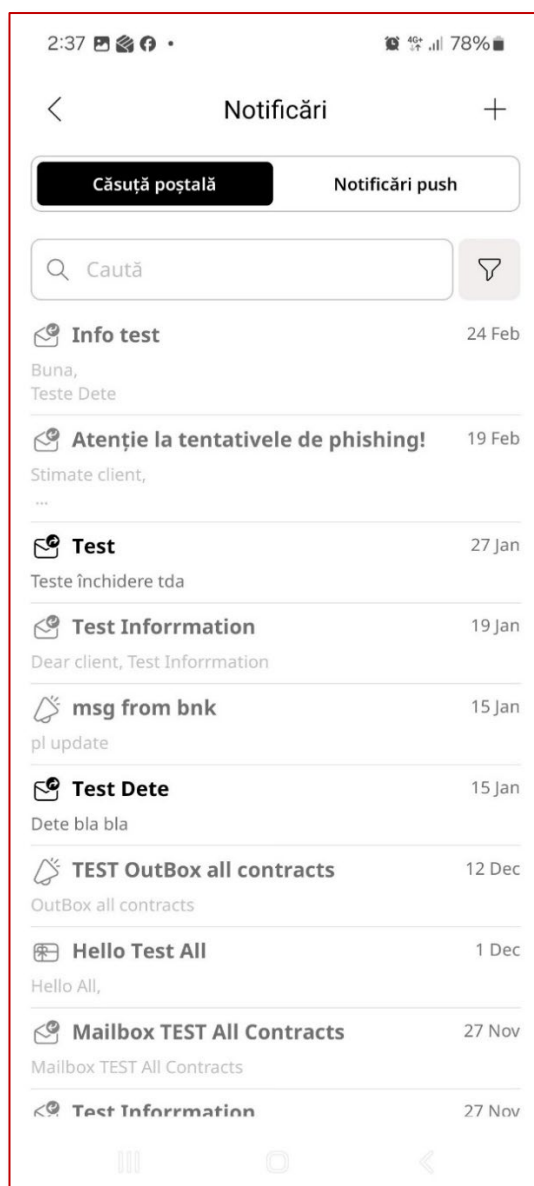 2:37 78%
Notificări
Căsuță poștală Notificări push
Caută
Info test 24 Feb
Buna,
Teste Dete
Atenție la tentativele de phishing! 19 Feb
Stimate client,
...
Test 27 Jan
Teste închidere tda
Test Inforrmation 19 Jan
Dear client, Test Inforrmation
msg from bnk 15 Jan
pl update
Test Dete 15 Jan
Dete bla bla
TEST OutBox all contracts 12 Dec
OutBox all contracts
Hello Test All 1 Dec
Hello All,
Mailbox TEST All Contracts 27 Nov
Mailbox TEST All Contracts
Test Inforrmation 27 Nov